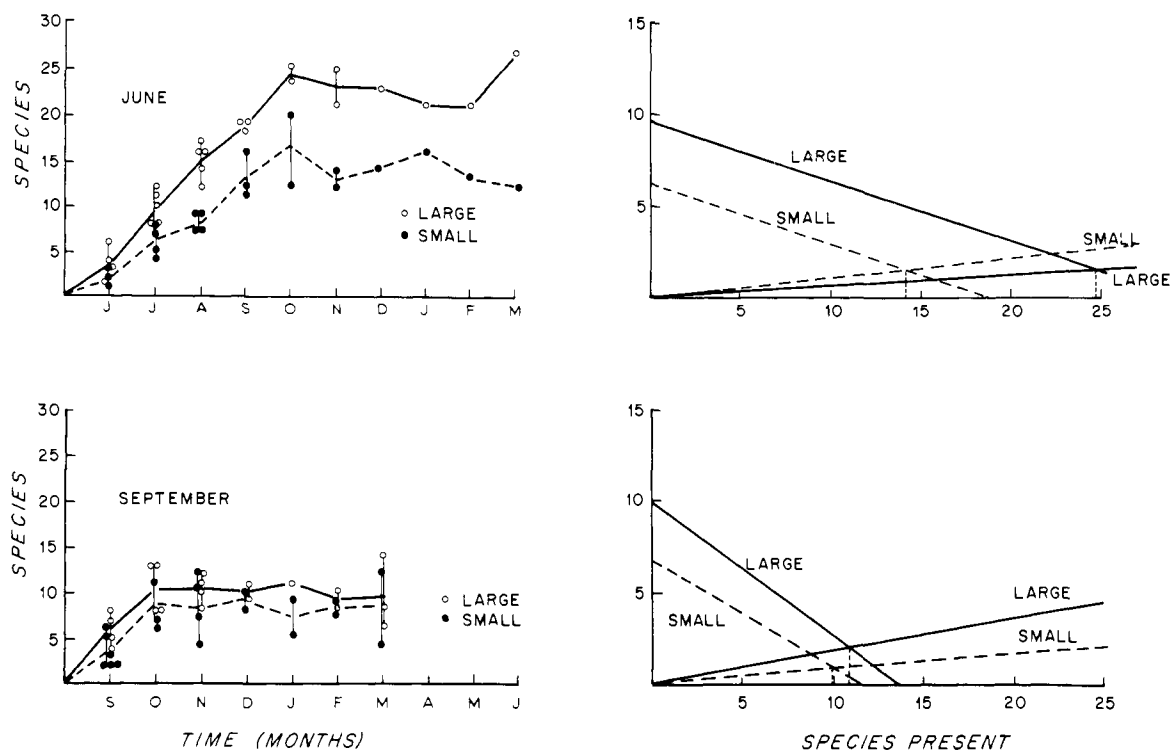 SPECIES
30
25
20
15
10
5
JUNE
LARGE
SMALL
J J A S O N D J F M
15
10
5
LARGE
SMALL
SMALL
LARGE
5 10 15 20 25
SPECIES
30
25
20
15
10
5
SEPTEMBER
LARGE
SMALL
S O N D J F M A M J
TIME (MONTHS)
15
10
5
LARGE
SMALL
LARGE
SMALL
5 10 15 20 25
SPECIES PRESENT